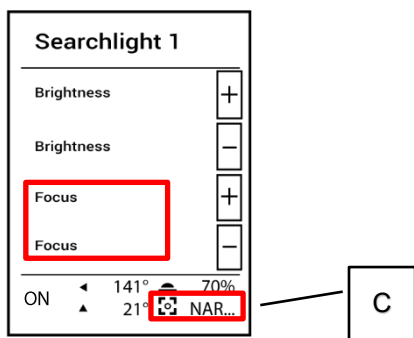 Searchlight 1
Brightness +
Brightness −
Focus +
Focus −
ON 141° 70%
21° NAR...
C